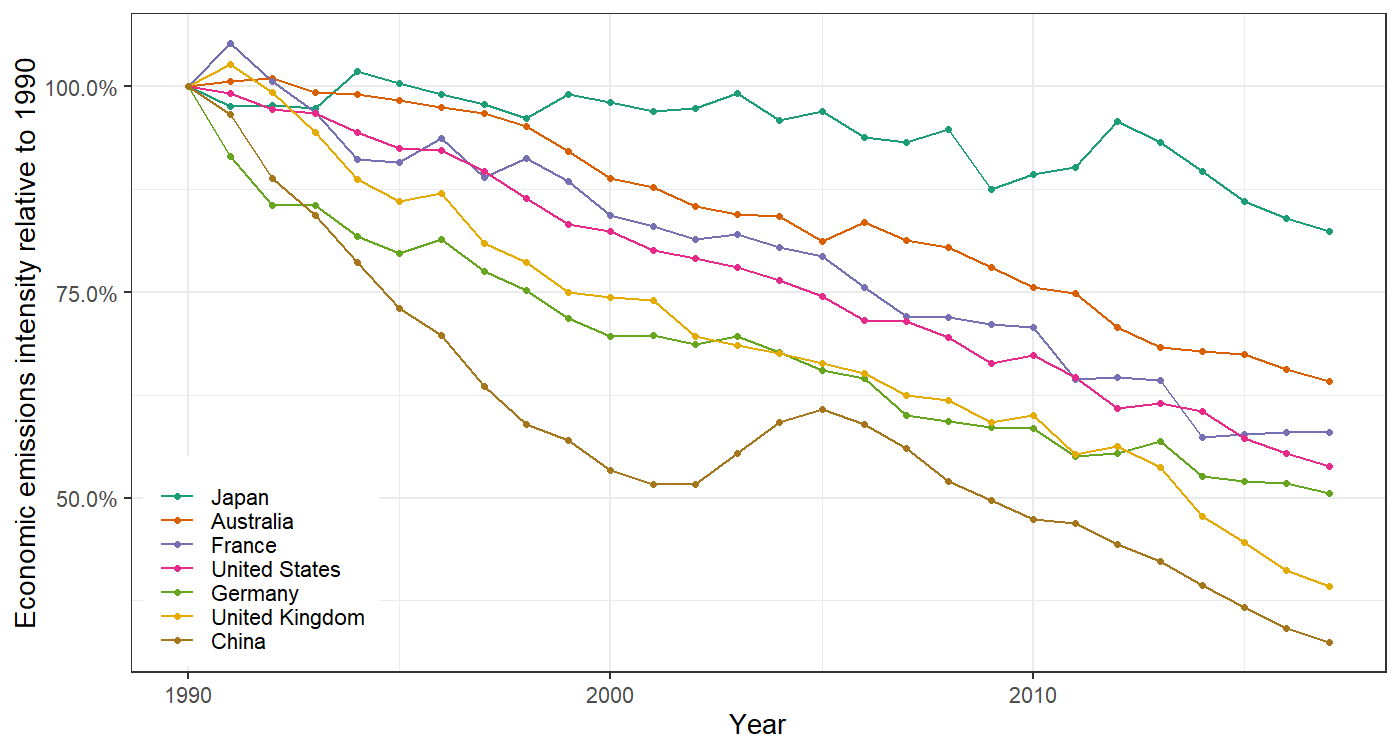 Economic emissions intensity relative to 1990
100.0%
75.0%
50.0%
Japan
Australia
France
United States
Germany
United Kingdom
China
1990
2000
2010
Year